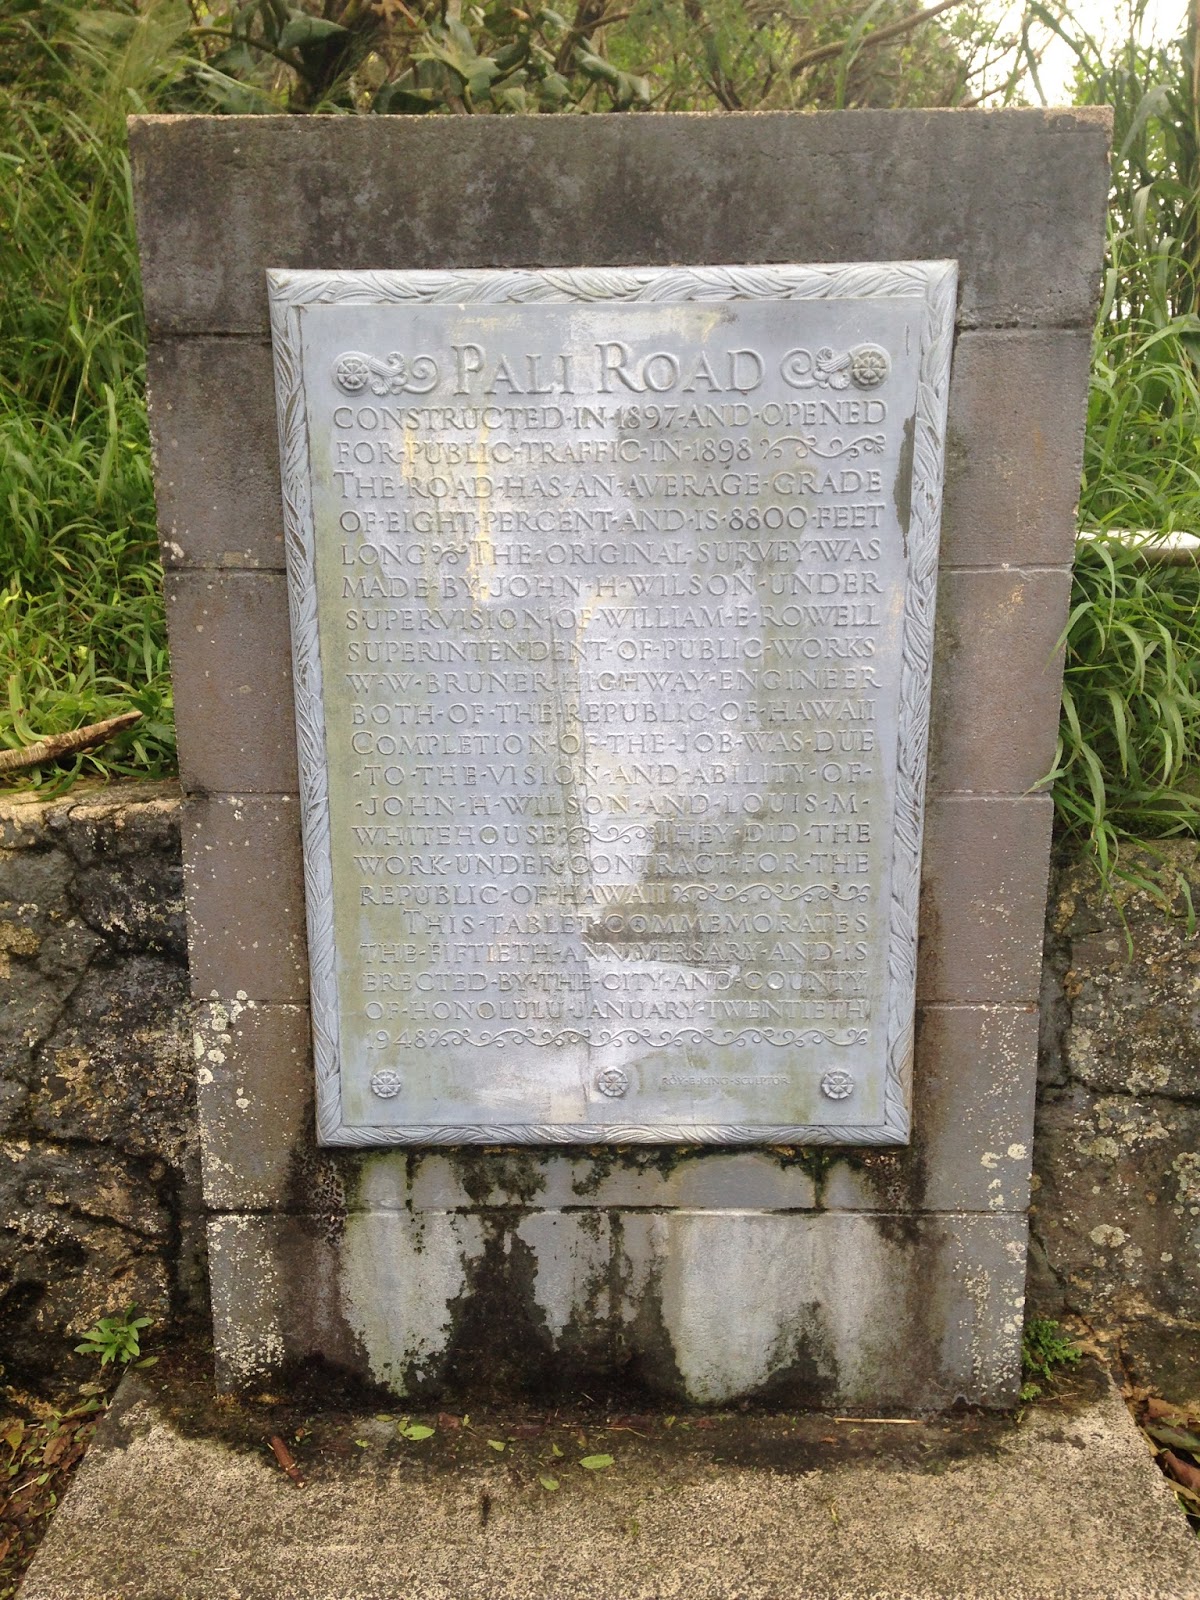 PALI ROAD
CONSTRUCTED·IN·1897·AND·OPENED
FOR·PUBLIC·TRAFFIC·IN·1898
THE·ROAD·HAS·AN·AVERAGE·GRADE
OF·EIGHT·PERCENT·AND·IS·8800·FEET
LONG THE·ORIGINAL·SURVEY·WAS
MADE·BY·JOHN·H·WILSON·UNDER
SUPERVISION·OF·WILLIAM·E·ROWELL
SUPERINTENDENT·OF·PUBLIC·WORKS
W·W·BRUNER·HIGHWAY·ENGINEER
BOTH·OF·THE·REPUBLIC·OF·HAWAII
COMPLETION·OF·THE·JOB·WAS·DUE
·TO·THE·VISION·AND·ABILITY·OF·
·JOHN·H·WILSON·AND·LOUIS·M·
WHITEHOUSE THEY·DID·THE
WORK·UNDER·CONTRACT·FOR·THE
REPUBLIC·OF·HAWAII
THIS·TABLET·COMMEMORATES
THE·FIFTIETH·ANNIVERSARY·AND·IS
ERECTED·BY·THE·CITY·AND·COUNTY
OF·HONOLULU·JANUARY·TWENTIETH
1948
ROY·E·KING·SCULPTOR